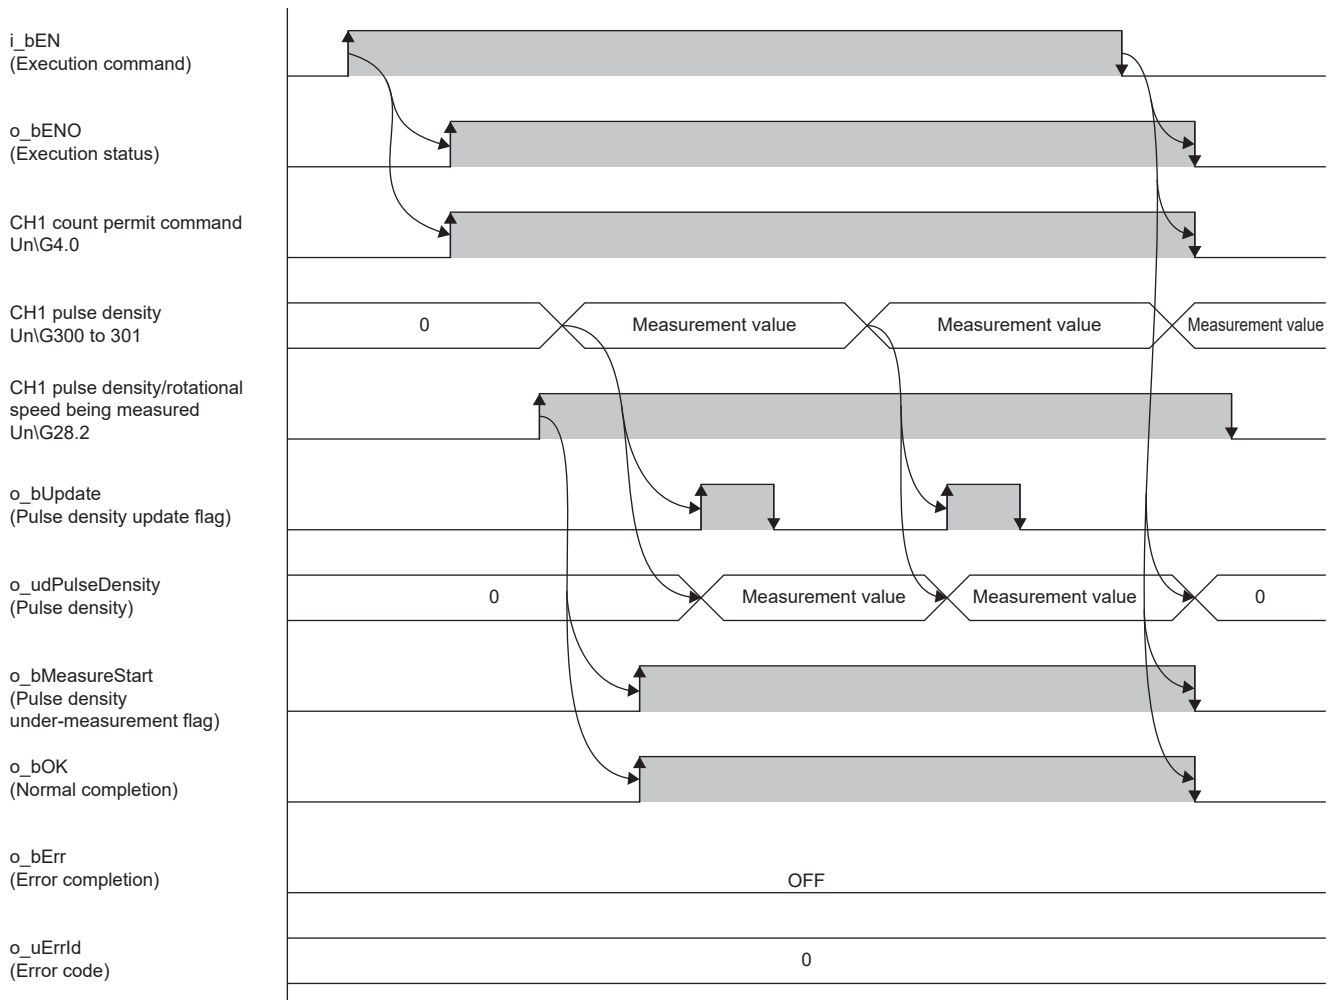 i_bEN
(Execution command)
o_bENO
(Execution status)
CH1 count permit command
Un\G4.0
CH1 pulse density
Un\G300 to 301
0
Measurement value
Measurement value
Measurement value
CH1 pulse density/rotational
speed being measured
Un\G28.2
o_bUpdate
(Pulse density update flag)
o_udPulseDensity
(Pulse density)
0
Measurement value
Measurement value
0
o_bMeasureStart
(Pulse density
under-measurement flag)
o_bOK
(Normal completion)
o_bErr
(Error completion)
OFF
o_uErrId
(Error code)
0